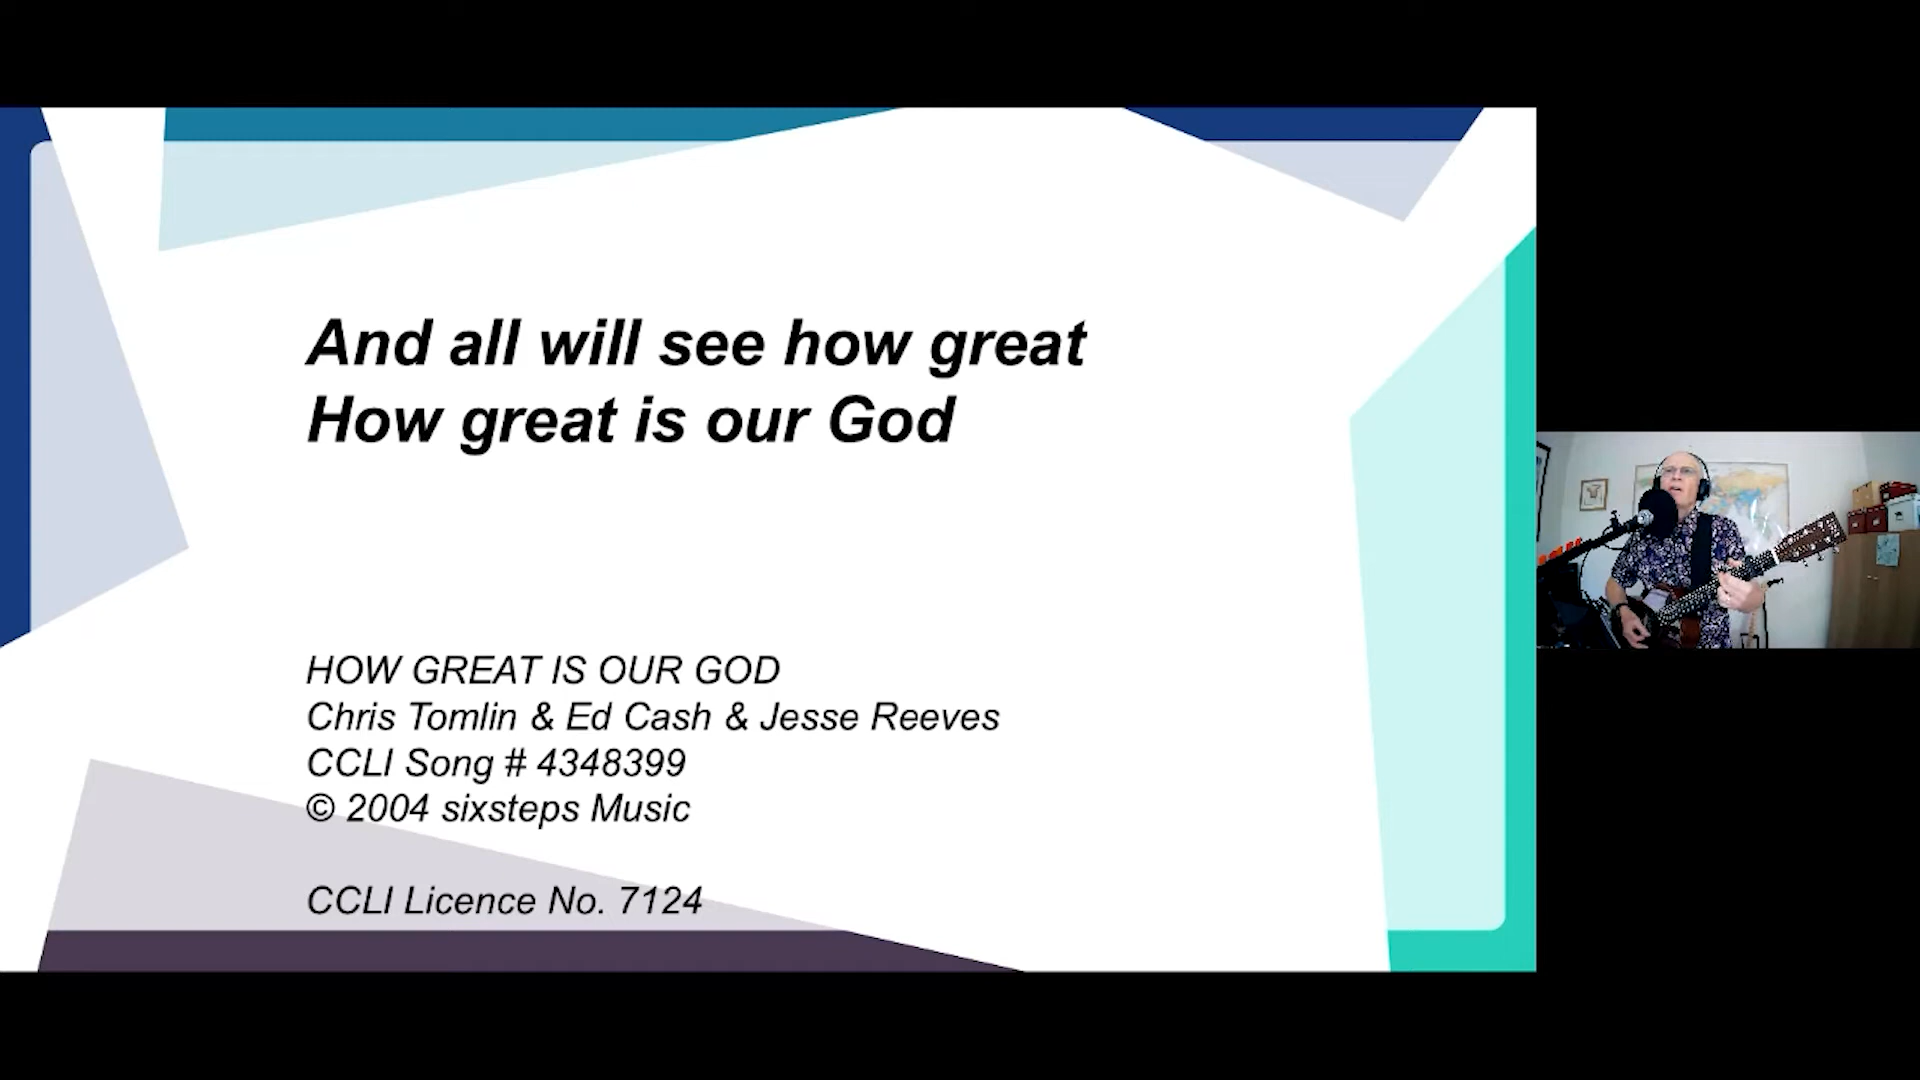 And all will see how great
How great is our God
HOW GREAT IS OUR GOD
Chris Tomlin & Ed Cash & Jesse Reeves
CCLI Song # 4348399
© 2004 sixsteps Music
CCLI Licence No. 7124